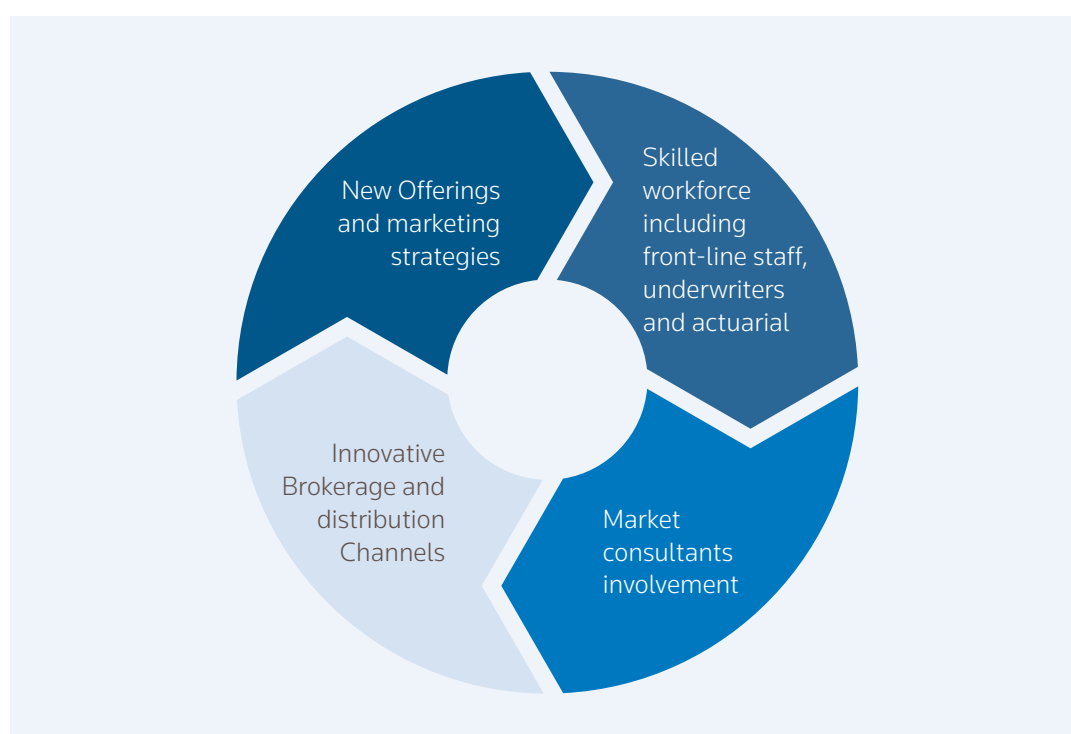 New Offerings
and marketing
strategies
Skilled
workforce
including
front-line staff,
underwriters
and actuarial
Market
consultants
involvement
Innovative
Brokerage and
distribution
Channels